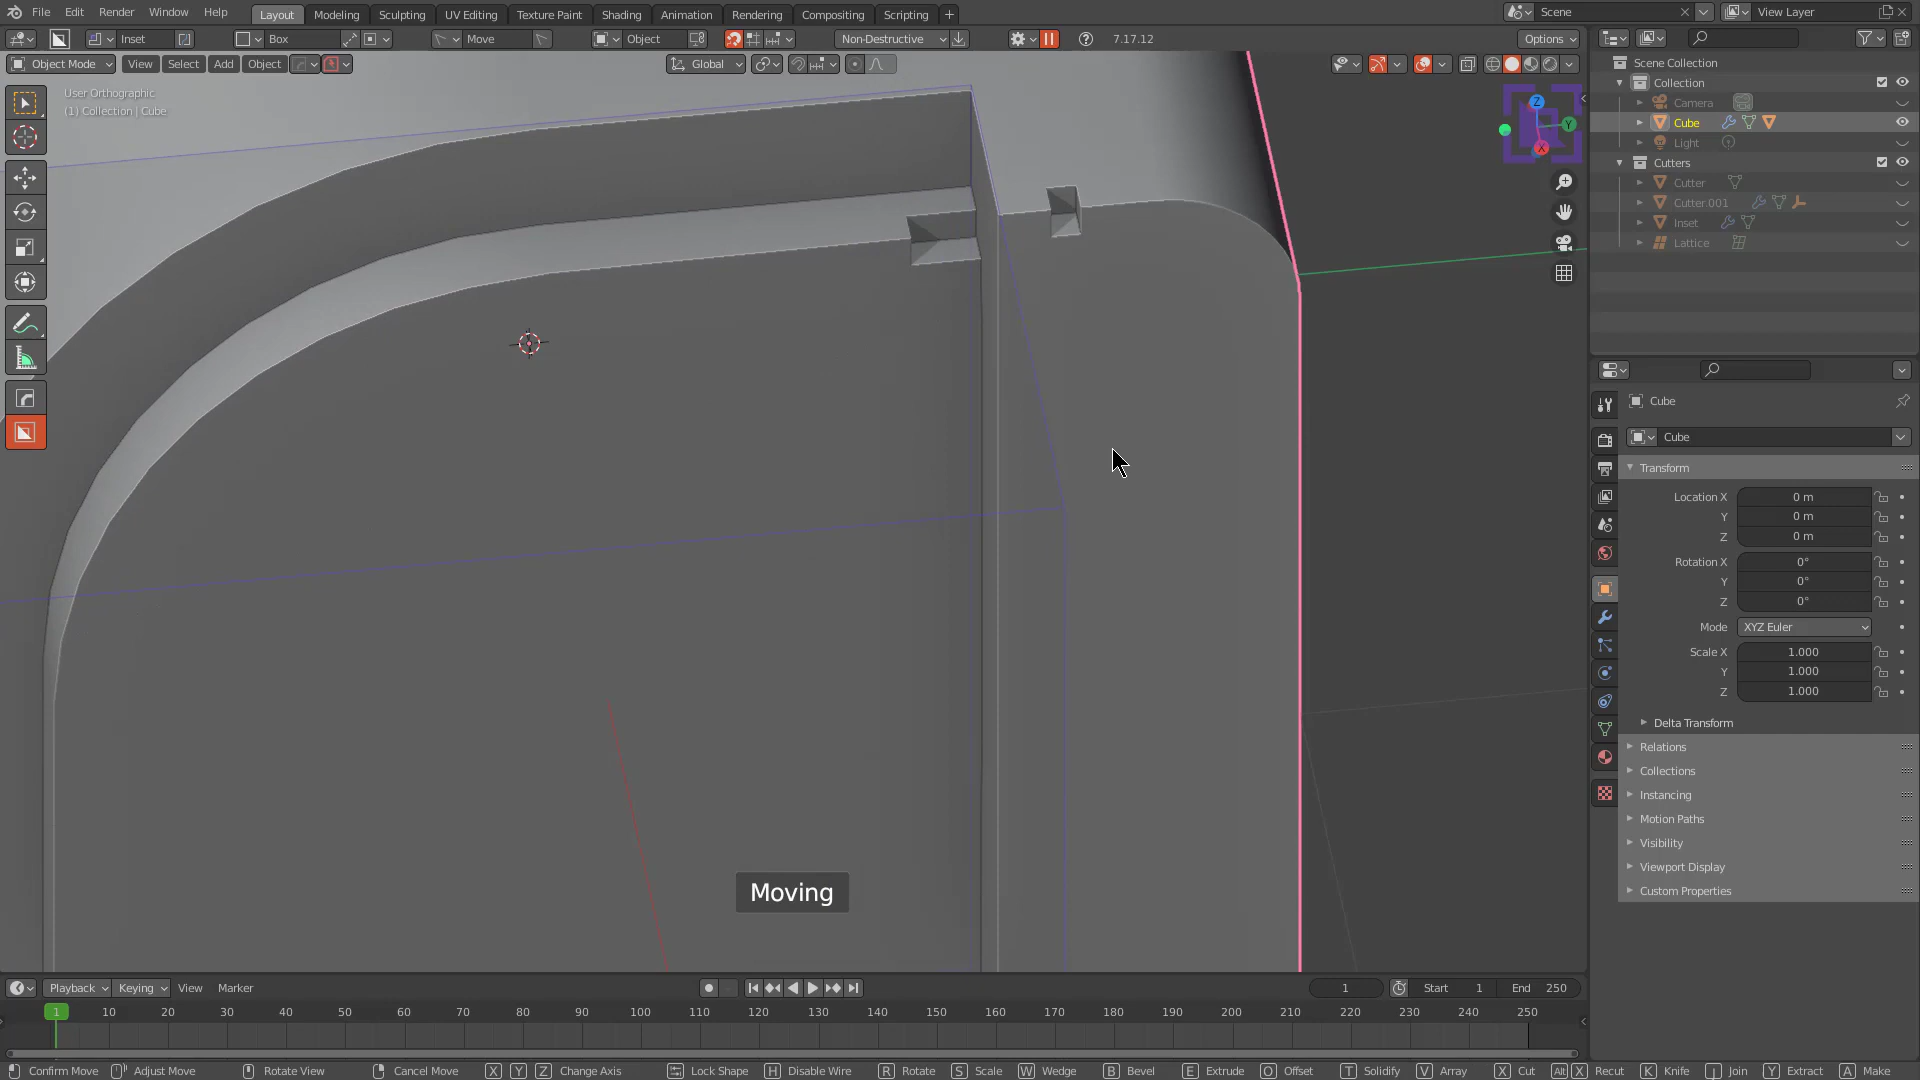 File Edit Render Window Help
Layout Modeling Sculpting UV Editing Texture Paint Shading Animation Rendering Compositing Scripting +
Scene
View Layer
Inset
Box
Move
Object
Non-Destructive
7.17.12
Options
Object Mode View Select Add Object
Global
User Orthographic
(1) Collection | Cube
Z
Y
X
Scene Collection
Collection
Camera
Cube
Light
Cutters
Cutter
Cutter.001
Inset
Lattice
Cube
Cube
Transform
Location X 0 m
Y 0 m
Z 0 m
Rotation X 0°
Y 0°
Z 0°
Mode XYZ Euler
Scale X 1.000
Y 1.000
Z 1.000
Delta Transform
Relations
Collections
Instancing
Motion Paths
Visibility
Viewport Display
Custom Properties
Moving
Playback Keying View Marker
1 Start 1 End 250
1 10 20 30 40 50 60 70 80 90 100 110 120 130 140 150 160 170 180 190 200 210 220 230 240 250
Confirm Move Adjust Move Rotate View Cancel Move X Y Z Change Axis Lock Shape H Disable Wire R Rotate S Scale W Wedge B Bevel E Extrude O Offset T Solidify V Array X Cut Alt X Recut K Knife J Join Y Extract A Make